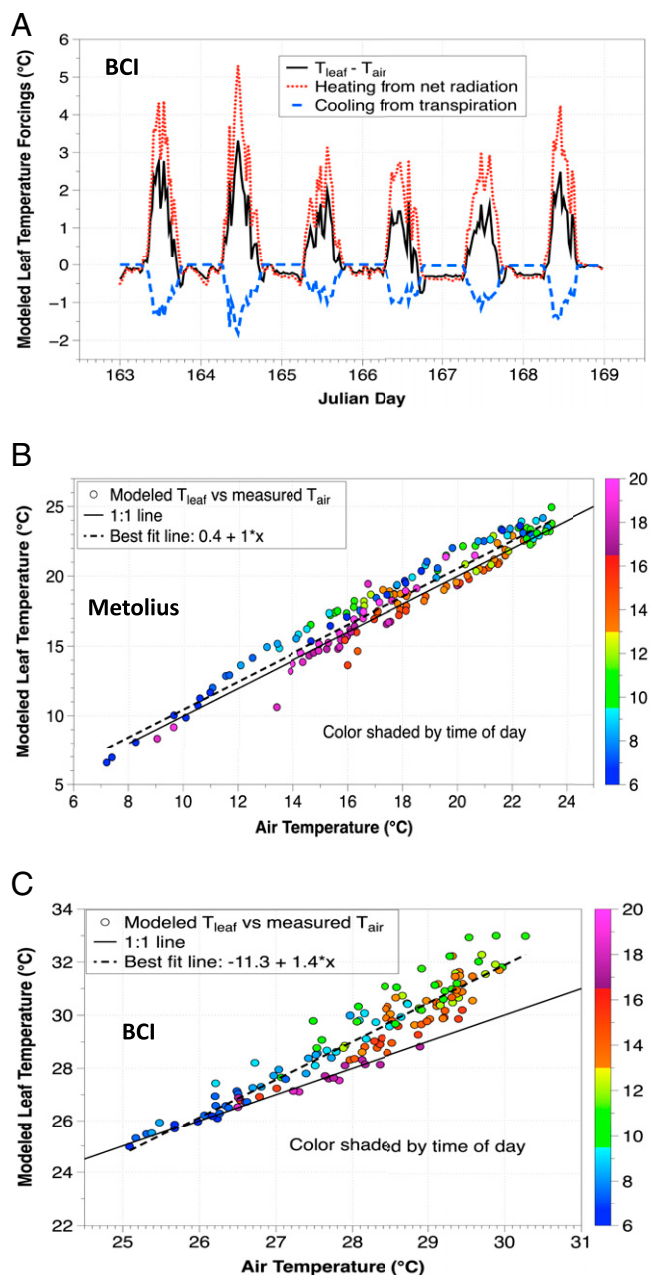 A
BCI
T_leaf - T_air
Heating from net radiation
Cooling from transpiration
Modeled Leaf Temperature Forcings (°C)
6
5
4
3
2
1
0
−1
−2
163 164 165 166 167 168 169
Julian Day
B
Modeled T_leaf vs measured T_air
1:1 line
Best fit line: 0.4 + 1*x
Metolius
Color shaded by time of day
Modeled Leaf Temperature (°C)
25
20
15
10
5
6 8 10 12 14 16 18 20 22 24
Air Temperature (°C)
20
18
16
14
12
10
8
6
C
Modeled T_leaf vs measured T_air
1:1 line
Best fit line: -11.3 + 1.4*x
BCI
Color shaded by time of day
Modeled Leaf Temperature (°C)
34
32
30
28
26
24
22
25 26 27 28 29 30 31
Air Temperature (°C)
20
18
16
14
12
10
8
6